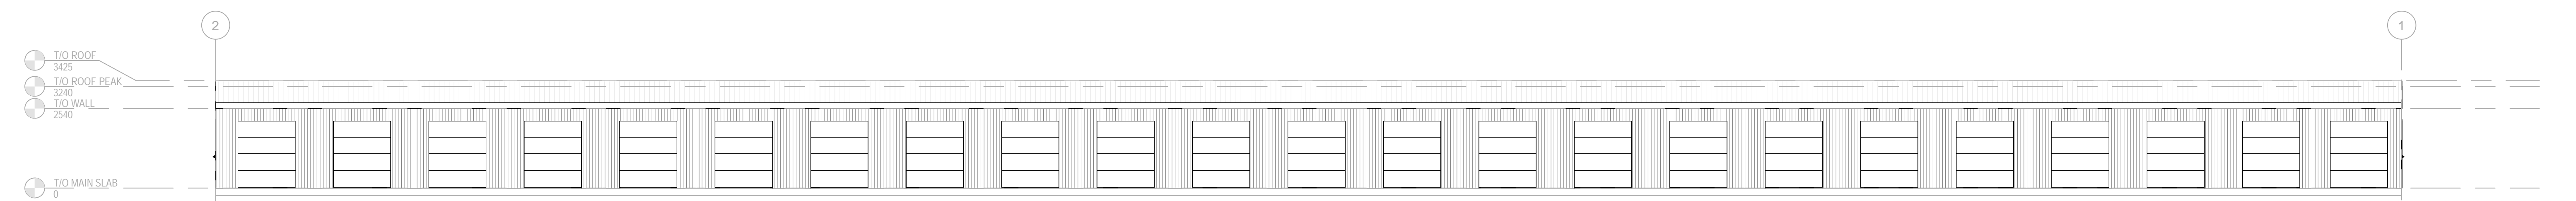 2
1
T/O ROOF
3425
T/O ROOF PEAK
3240
T/O WALL
2540
T/O MAIN SLAB
0